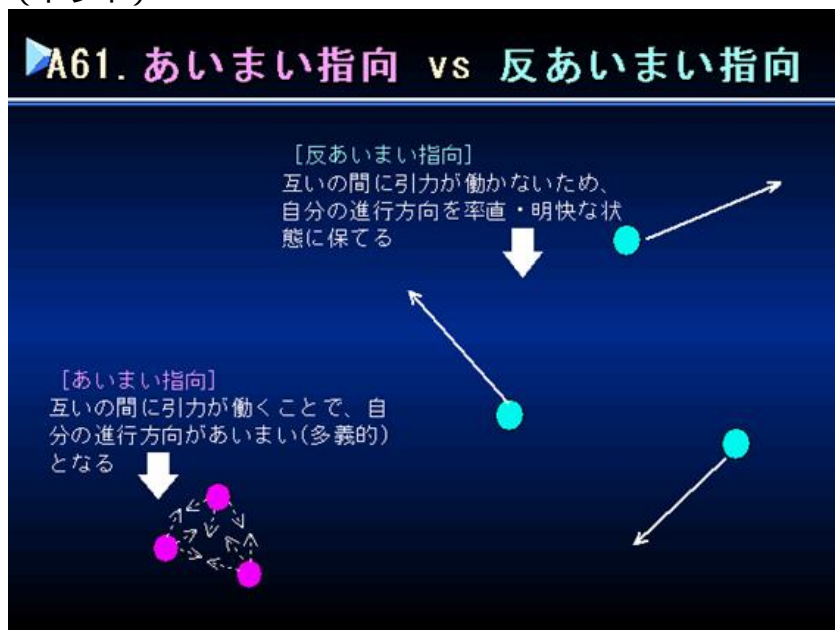 A61.あいまい指向 vs 反あいまい指向
[反あいまい指向]
互いの間に引力が働かないため、
自分の進行方向を率直・明快な状
態に保てる
[あいまい指向]
互いの間に引力が働くことで、自
分の進行方向があいまい(多義的)
となる